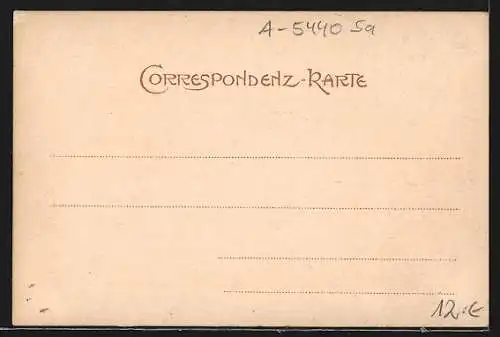 A-5440 Sa
CORRESPONDENZ-KARTE
12.-€